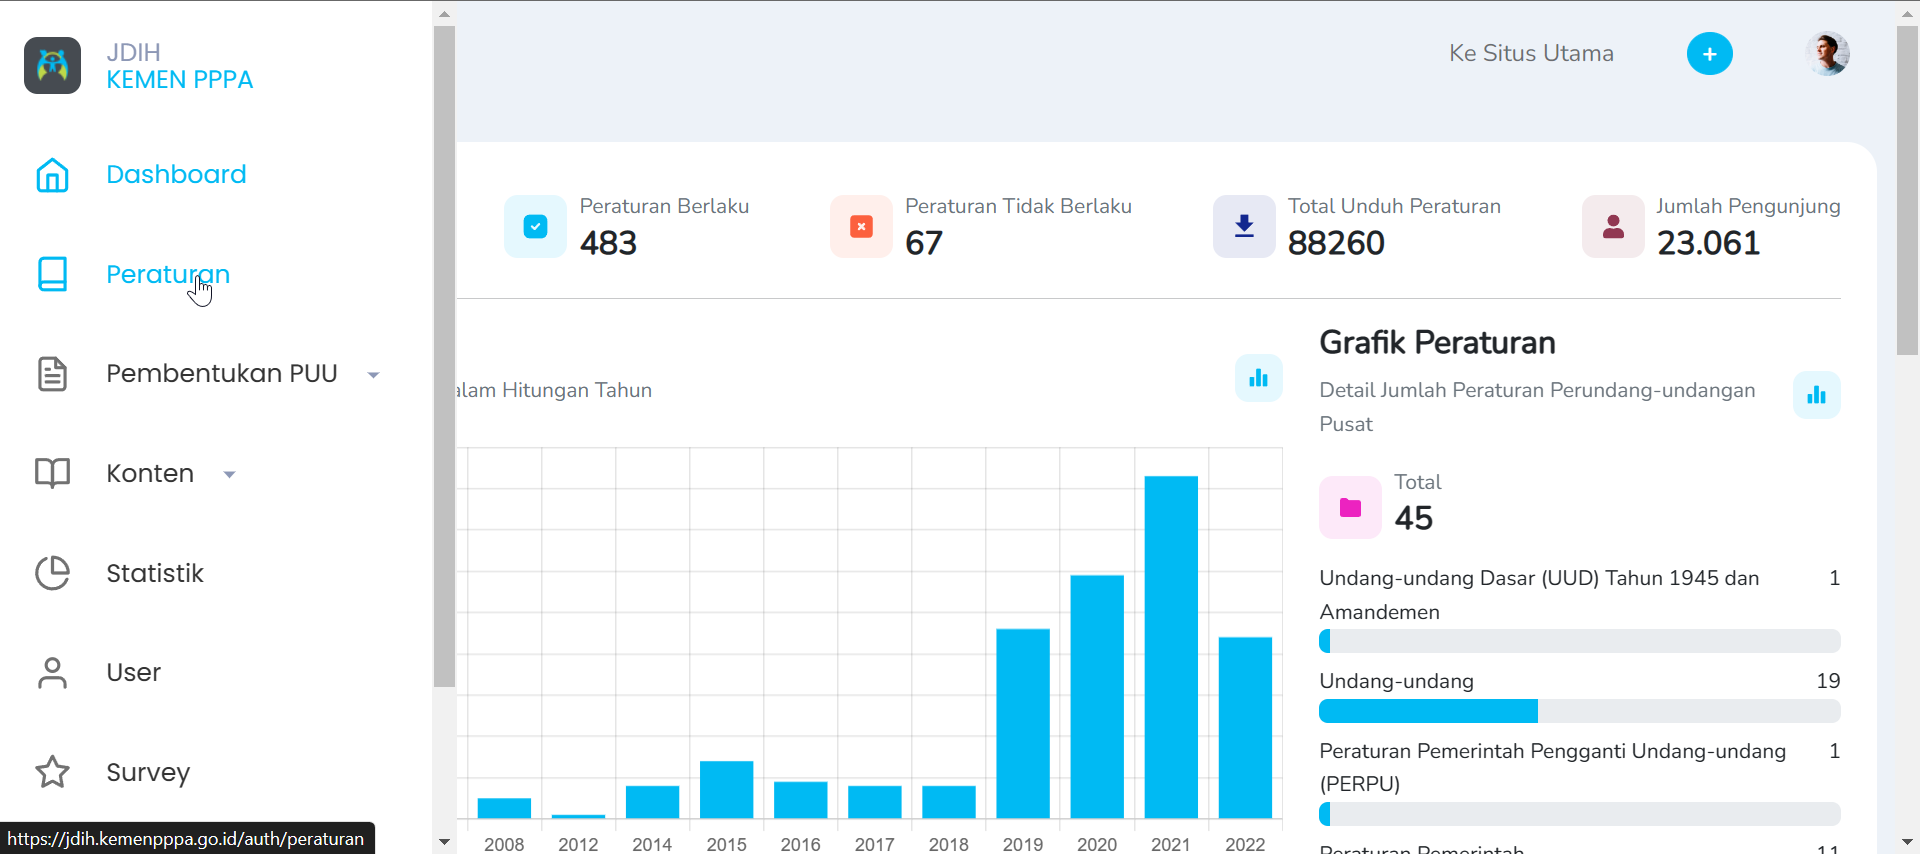 JDIH
KEMEN PPPA
Dashboard
Peraturan
Pembentukan PUU
Konten
Statistik
User
Survey
https://jdih.kemenpppa.go.id/auth/peraturan
Ke Situs Utama
Peraturan Berlaku
483
Peraturan Tidak Berlaku
67
Total Unduh Peraturan
88260
Jumlah Pengunjung
23.061
alam Hitungan Tahun
2008 2012 2014 2015 2016 2017 2018 2019 2020 2021 2022
Grafik Peraturan
Detail Jumlah Peraturan Perundang-undangan
Pusat
Total
45
Undang-undang Dasar (UUD) Tahun 1945 dan 1
Amandemen
Undang-undang 19
Peraturan Pemerintah Pengganti Undang-undang 1
(PERPU)
Peraturan Pemerintah 11